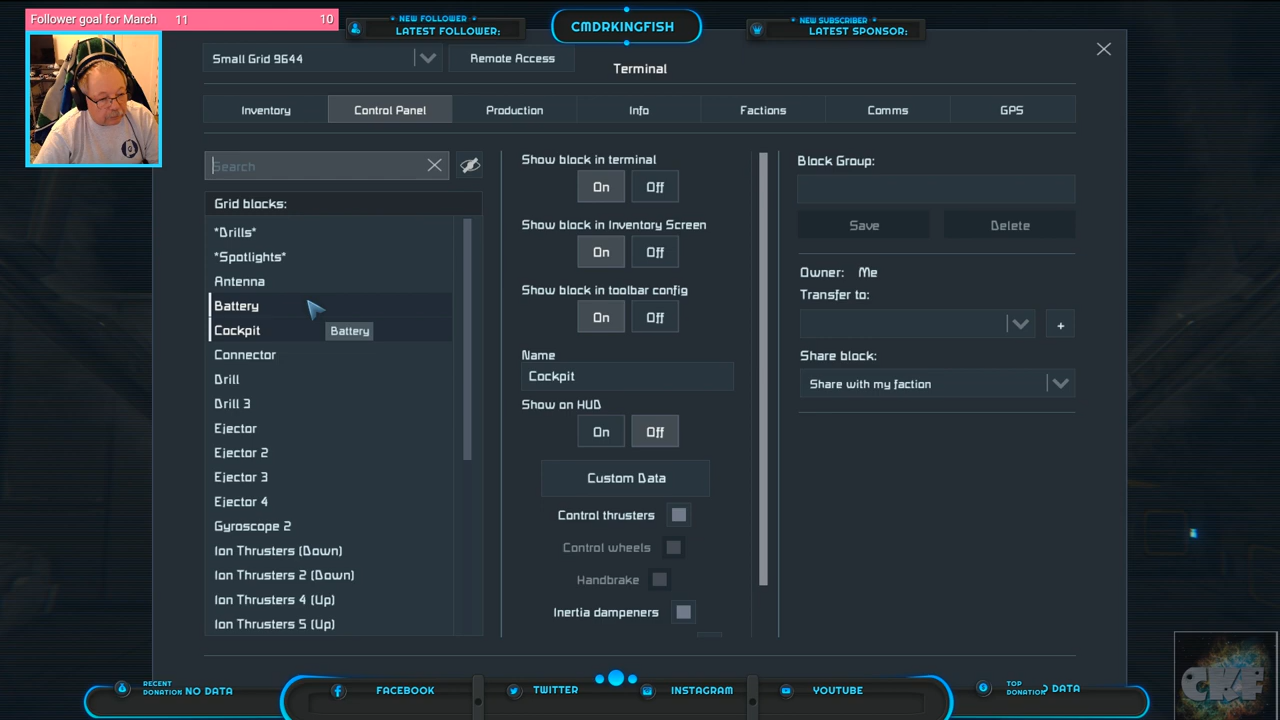 Follower goal for March 11 10
NEW FOLLOWER
LATEST FOLLOWER:
CMDRKINGFISH
NEW SUBSCRIBER
LATEST SPONSOR:
Small Grid 9644
Remote Access
Terminal
Inventory
Control Panel
Production
Info
Factions
Comms
GPS
Search
Grid blocks:
*Drills*
*Spotlights*
Antenna
Battery
Cockpit
Battery
Connector
Drill
Drill 3
Ejector
Ejector 2
Ejector 3
Ejector 4
Gyroscope 2
Ion Thrusters (Down)
Ion Thrusters 2 (Down)
Ion Thrusters 4 (Up)
Ion Thrusters 5 (Up)
Show block in terminal
On Off
Show block in Inventory Screen
On Off
Show block in toolbar config
On Off
Name
Cockpit
Show on HUD
On Off
Custom Data
Control thrusters
Control wheels
Handbrake
Inertia dampeners
Block Group:
Save Delete
Owner: Me
Transfer to:
+
Share block:
Share with my faction
RECENT
DONATION NO DATA
FACEBOOK
TWITTER
INSTAGRAM
YOUTUBE
TOP
DONATION DATA
CKF